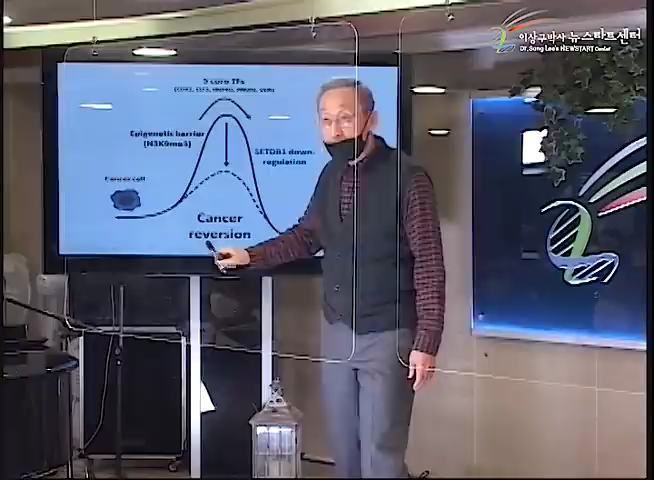 이상구박사 뉴스타트센터
Dr. Sang Lee's NEWSTART Center
5 core TFs
Epigenetic barrier
(H3K9me3)
SETDB1 down-
regulation
Cancer cell
Cancer
reversion